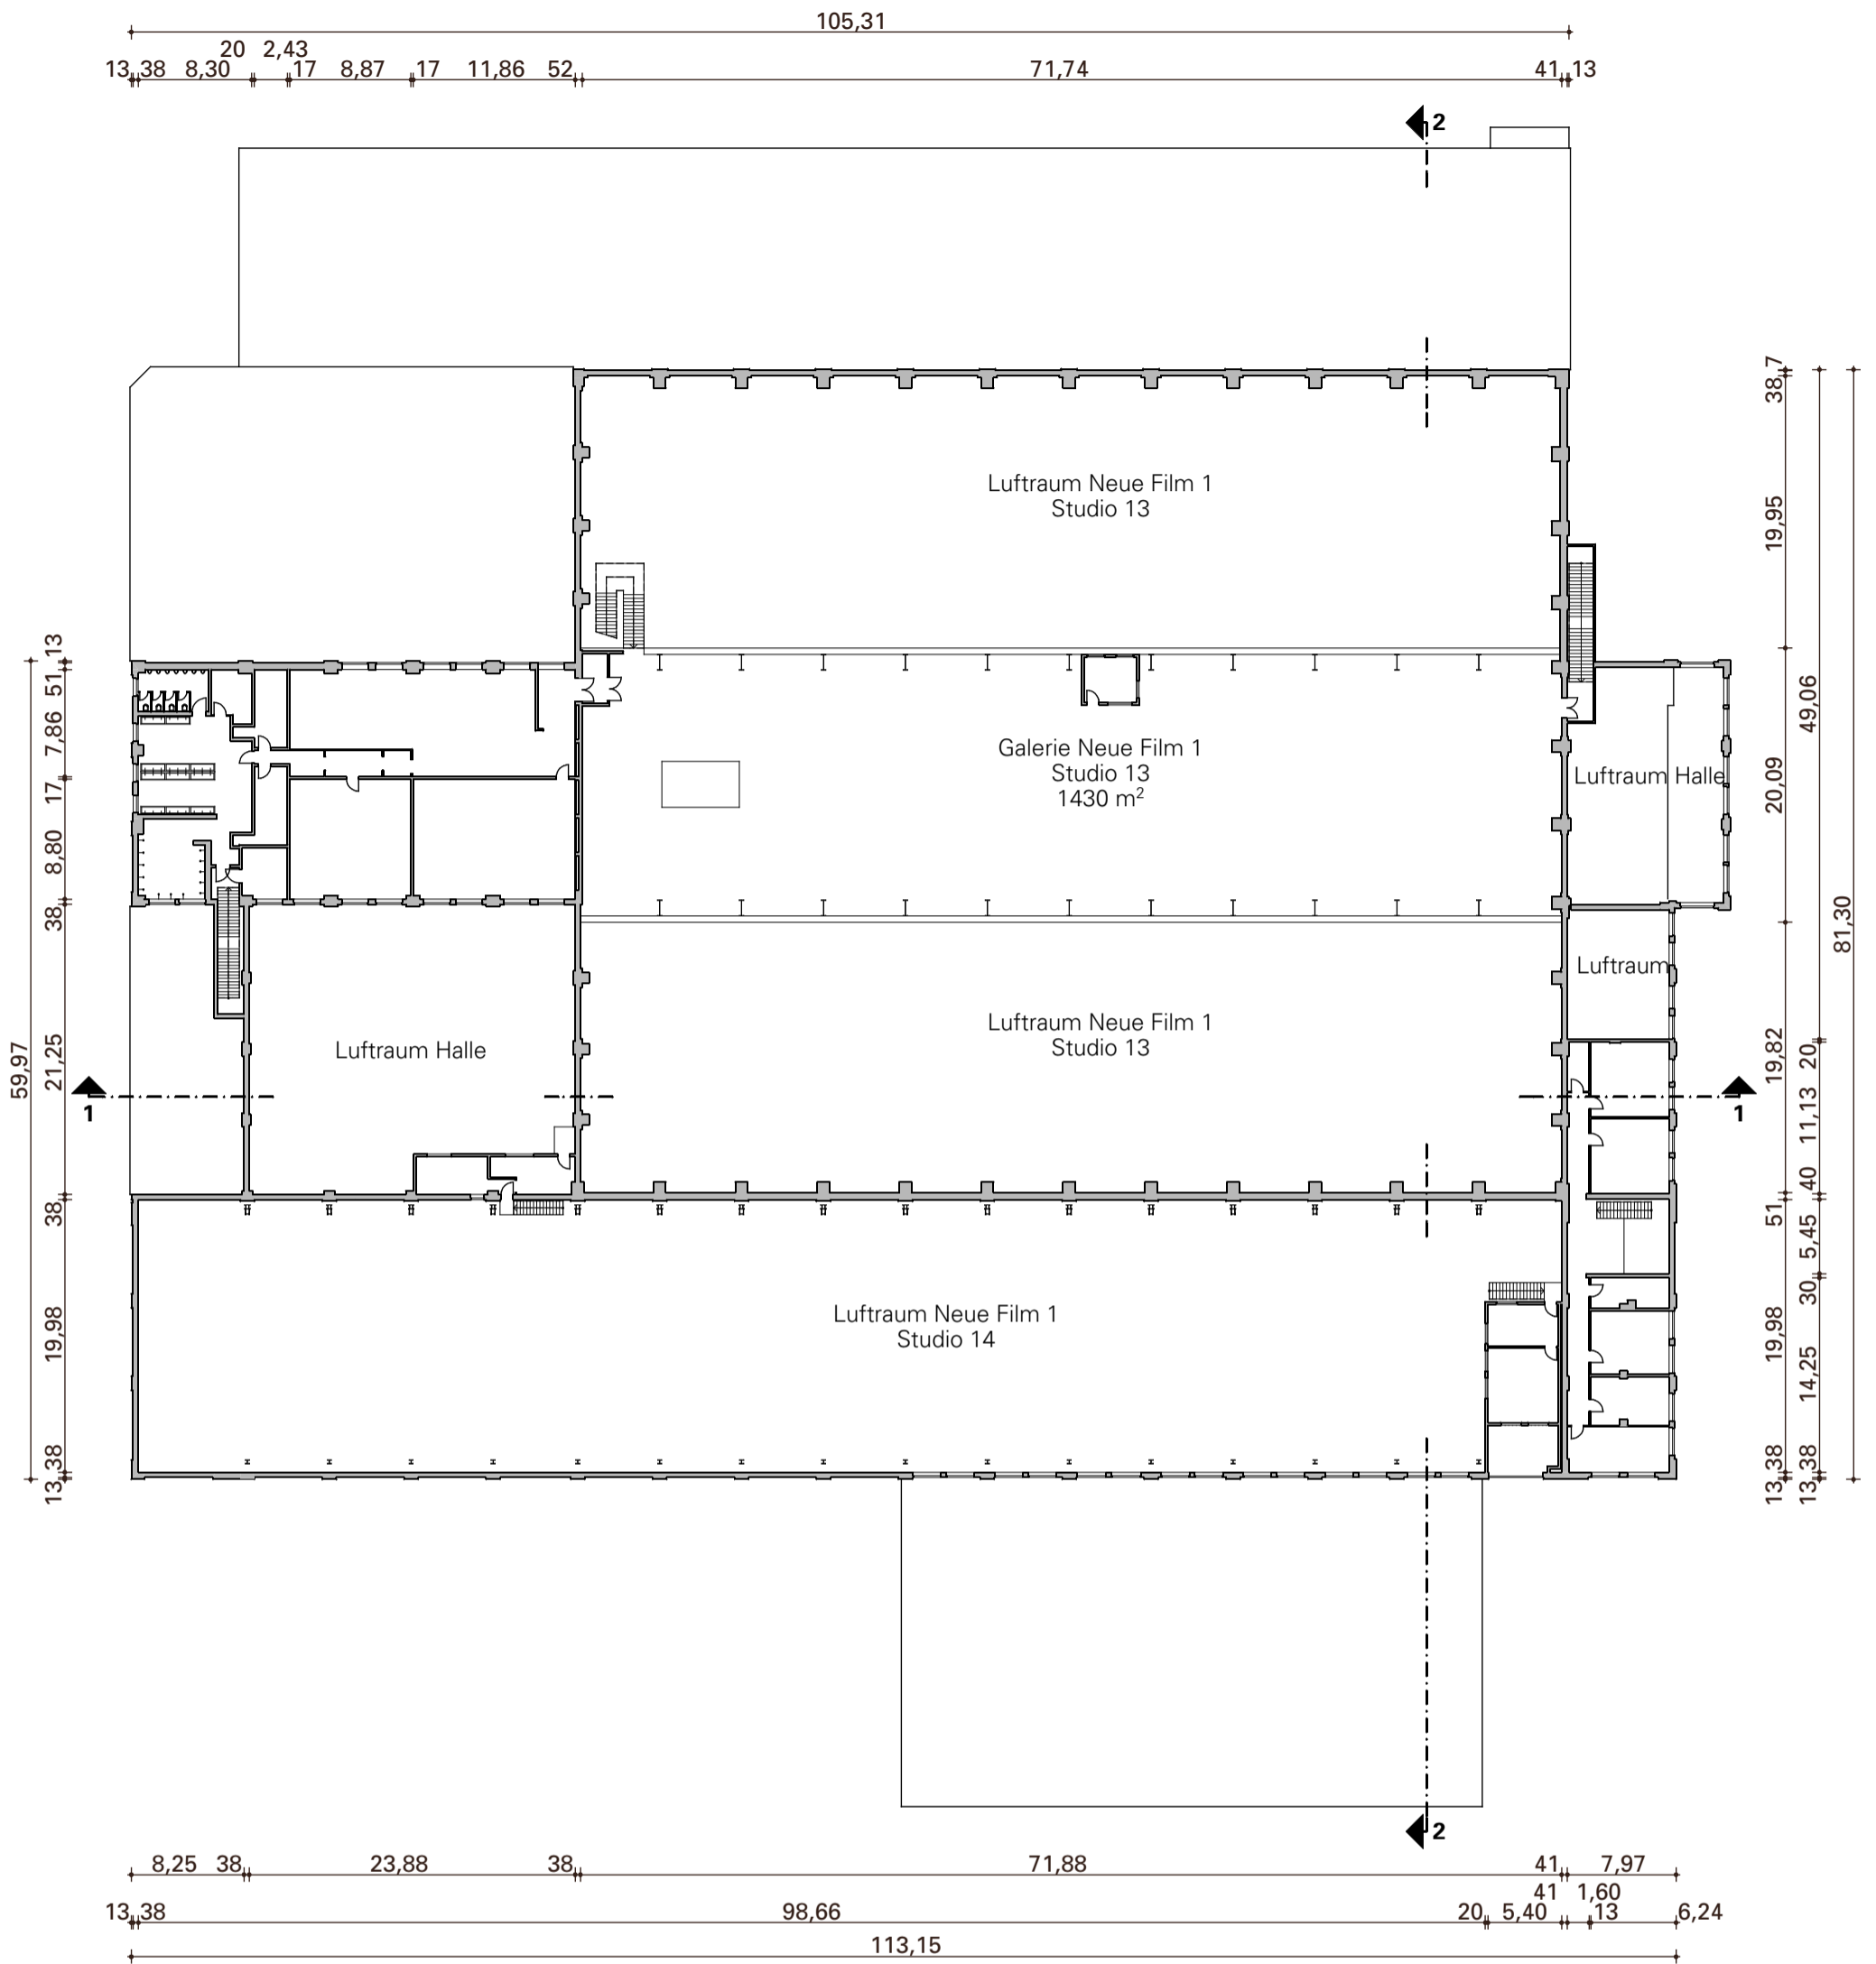 105,31
20 2,43
13 38 8,30 17 8,87 17 11,86 52 71,74 41 13
2
Luftraum Neue Film 1
Studio 13
Galerie Neue Film 1
Studio 13
1430 m²
Luftraum Halle
Luftraum
Luftraum Neue Film 1
Studio 13
Luftraum Halle
1
1
Luftraum Neue Film 1
Studio 14
2
59,97
13
51
7,86
17
8,80
38
21,25
38
19,98
13 38
38 7
19,95
20,09
19,82
51
19,98
13 38
49,06
20
11,13
40
5,45
30
14,25
13 38
81,30
8,25 38 23,88 38 71,88 41 7,97
41 1,60
13 38 98,66 20 5,40 13 6,24
113,15